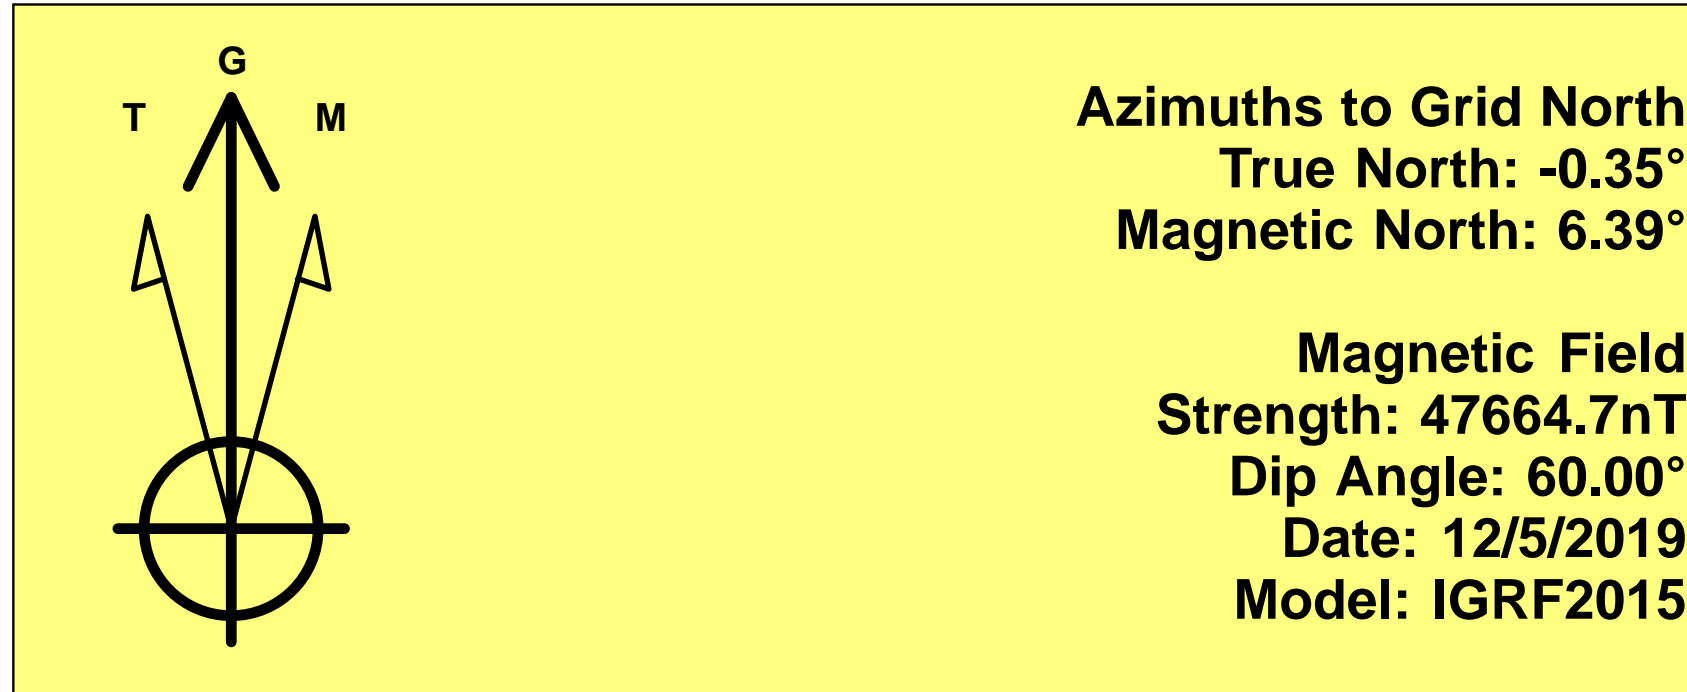 G
T M
Azimuths to Grid North
True North: -0.35°
Magnetic North: 6.39°
Magnetic Field
Strength: 47664.7nT
Dip Angle: 60.00°
Date: 12/5/2019
Model: IGRF2015